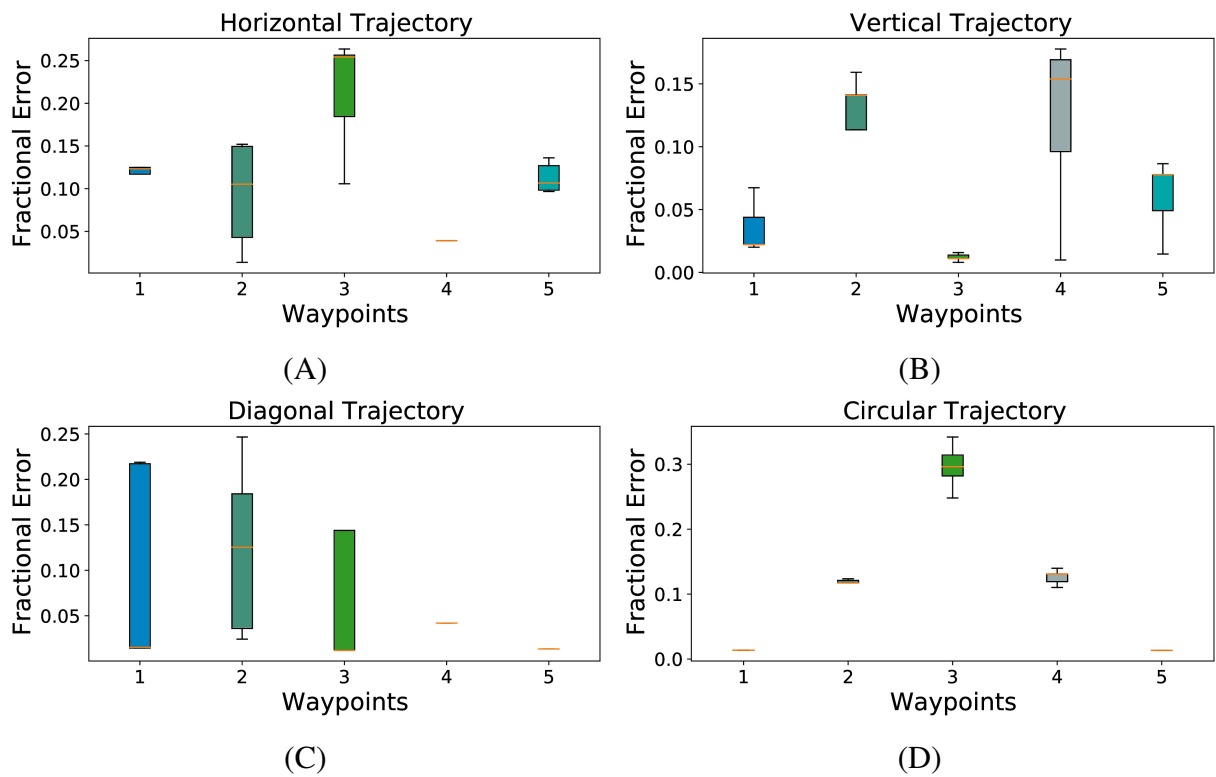 Horizontal Trajectory
Fractional Error
0.25
0.20
0.15
0.10
0.05
1 2 3 4 5
Waypoints
(A)
Vertical Trajectory
Fractional Error
0.15
0.10
0.05
0.00
1 2 3 4 5
Waypoints
(B)
Diagonal Trajectory
Fractional Error
0.25
0.20
0.15
0.10
0.05
1 2 3 4 5
Waypoints
(C)
Circular Trajectory
Fractional Error
0.3
0.2
0.1
0.0
1 2 3 4 5
Waypoints
(D)